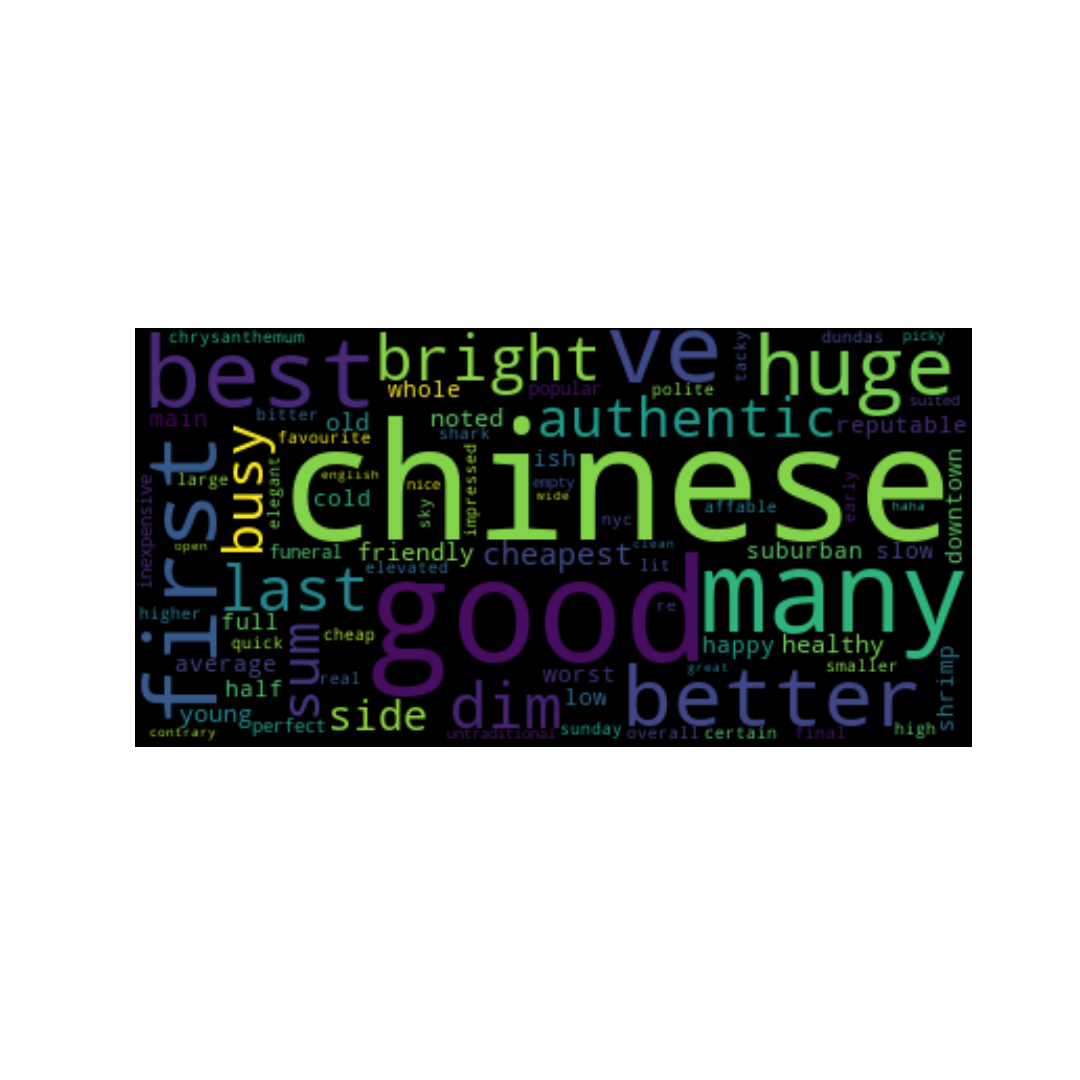 chrysanthemum
best
bright
ve
tacky
huge
dundas
picky
whole
popular
polite
suited
main
bitter
old
noted
authentic
reputable
favourite
shark
first
busy
chinese
large
elegant
english
cold
nice
sky
impressed
ish
empty
wide
nyc
affable
early
haha
downtown
inexpensive
open
funeral
friendly
cheapest
clean
suburban
slow
last
elevated
lit
good
re
many
higher
full
quick
sum
cheap
happy
healthy
average
real
worst
great
smaller
half
side
dim
low
better
shrimp
young
perfect
contrary
untraditional
sunday
overall
certain
final
high